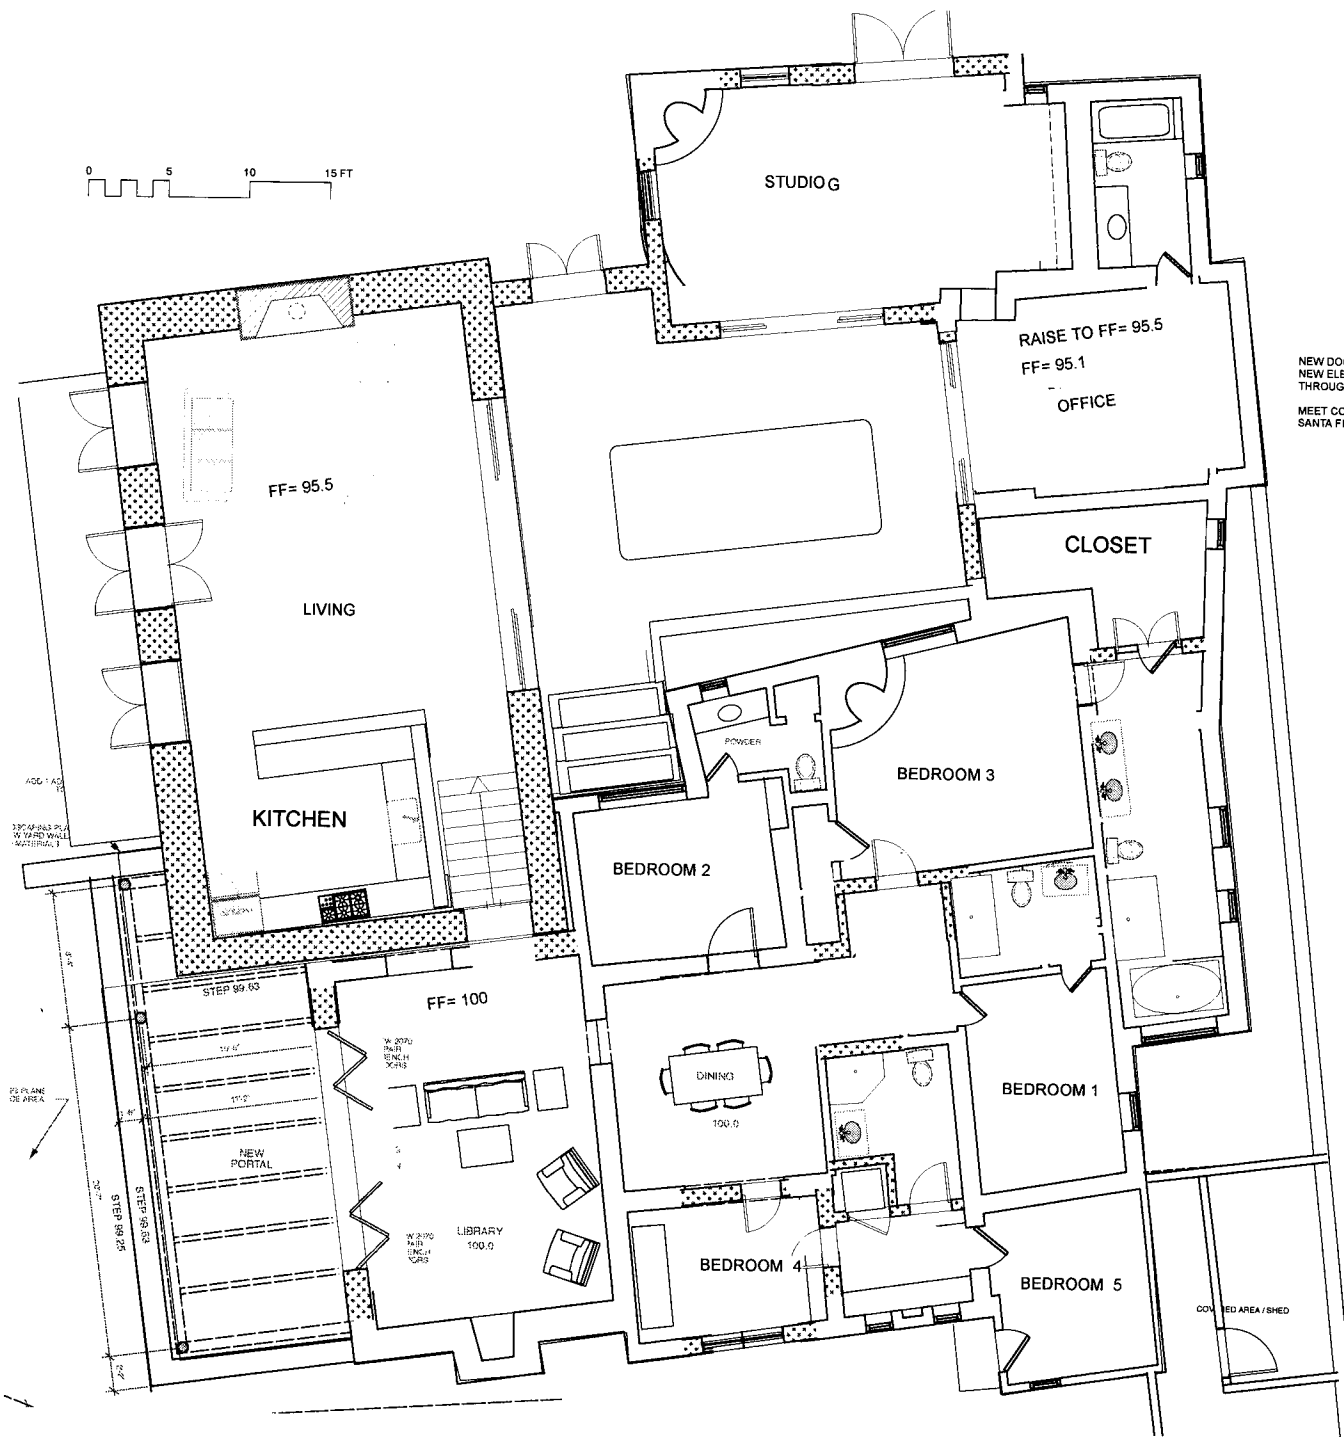 0 5 10 15 FT
STUDIO G
RAISE TO FF= 95.5
FF= 95.1
OFFICE
NEW DO
NEW ELE
THROUG
MEET CO
SANTA F
FF= 95.5
CLOSET
LIVING
POWDER
BEDROOM 3
KITCHEN
BEDROOM 2
STEP 99.63
FF= 100
DINING
100.0
BEDROOM 1
11'-2"
NEW
PORTAL
STEP 99.63
STEP 99.25
LIBRARY
100.0
BEDROOM 4
BEDROOM 5
AREA / SHED